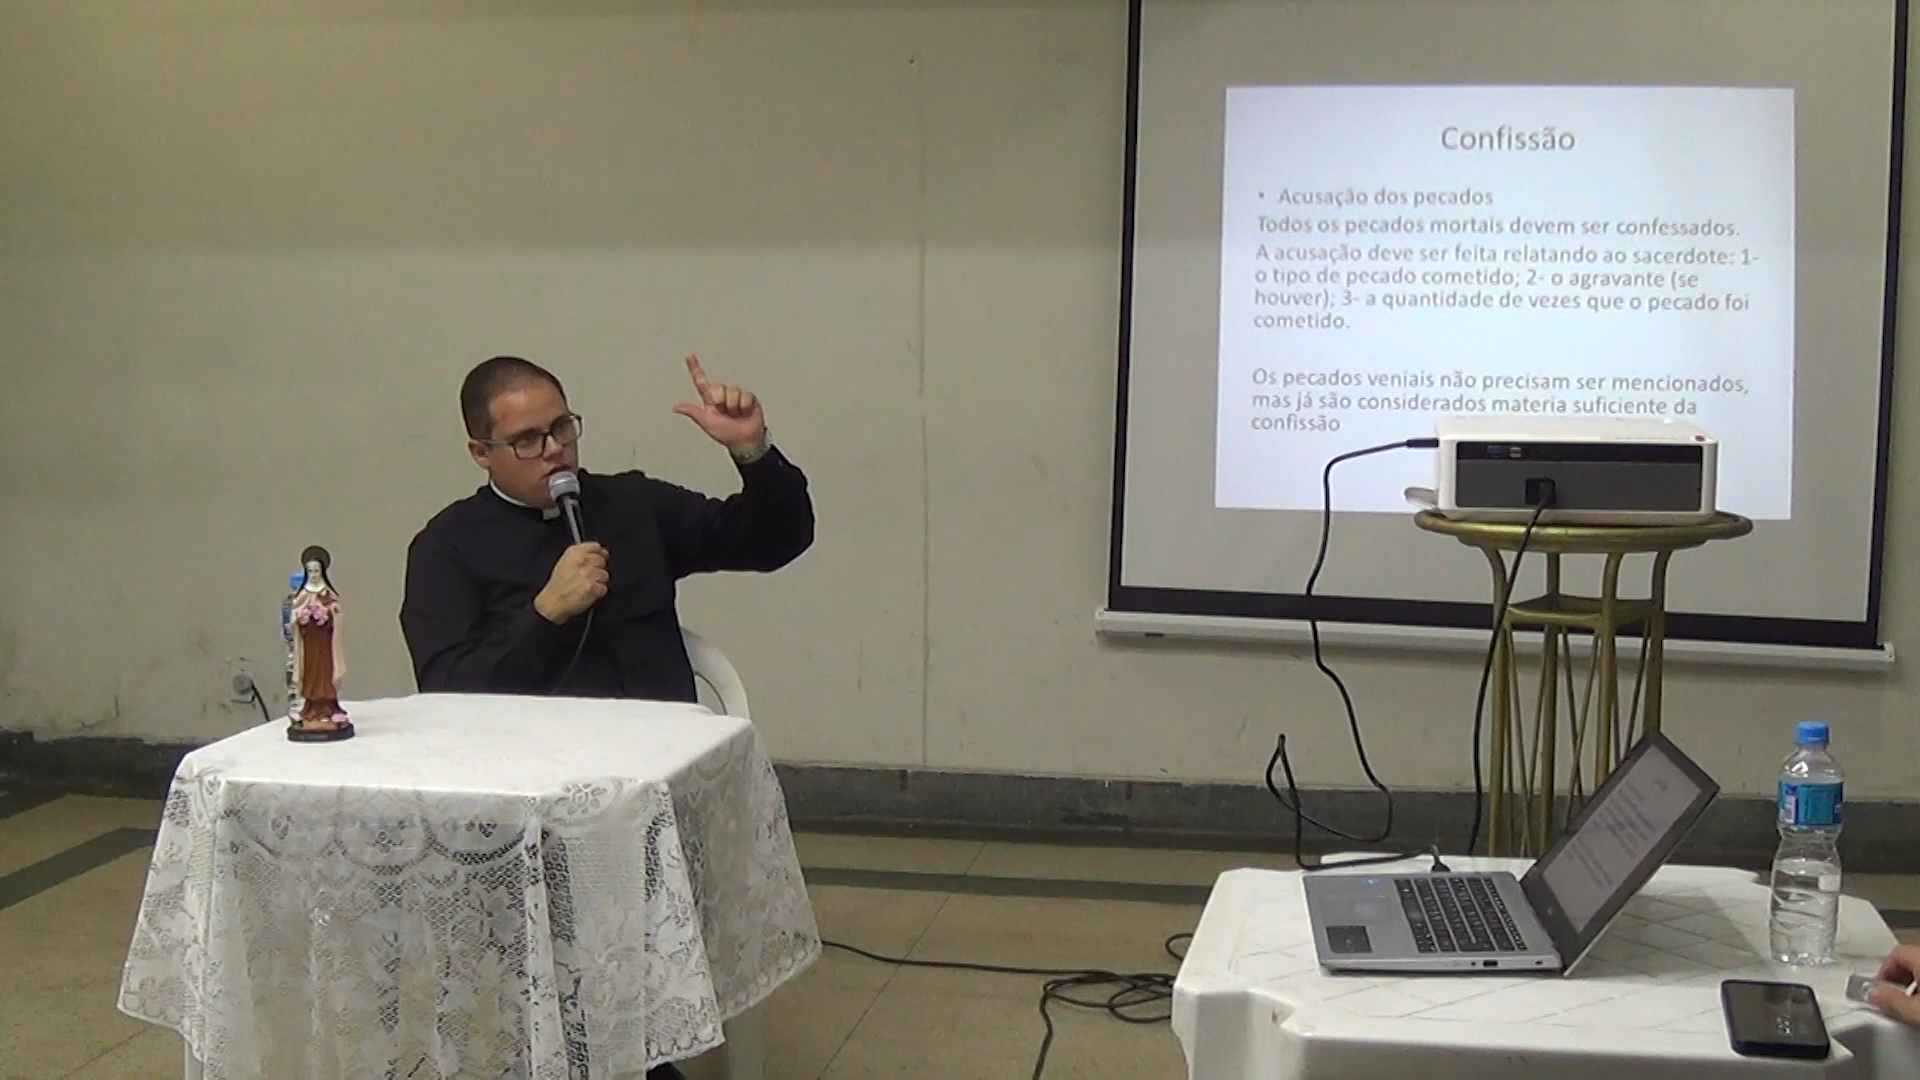 Confissão
• Acusação dos pecados
Todos os pecados mortais devem ser confessados.
A acusação deve ser feita relatando ao sacerdote: 1-
o tipo de pecado cometido; 2- o agravante (se
houver); 3- a quantidade de vezes que o pecado foi
cometido.
Os pecados veniais não precisam ser mencionados,
mas já são considerados materia suficiente da
confissão